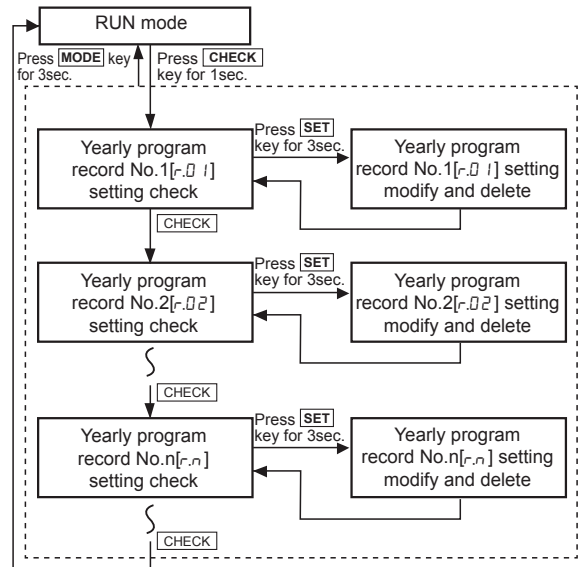 RUN mode
Press MODE key
for 3sec.
Press CHECK
key for 1sec.
Yearly program
record No.1[r.01]
setting check
Press SET
key for 3sec.
Yearly program
record No.1[r.01] setting
modify and delete
CHECK
Yearly program
record No.2[r.02]
setting check
Press SET
key for 3sec.
Yearly program
record No.2[r.02] setting
modify and delete
CHECK
Yearly program
record No.n[r.n]
setting check
Press SET
key for 3sec.
Yearly program
record No.n[r.n] setting
modify and delete
CHECK